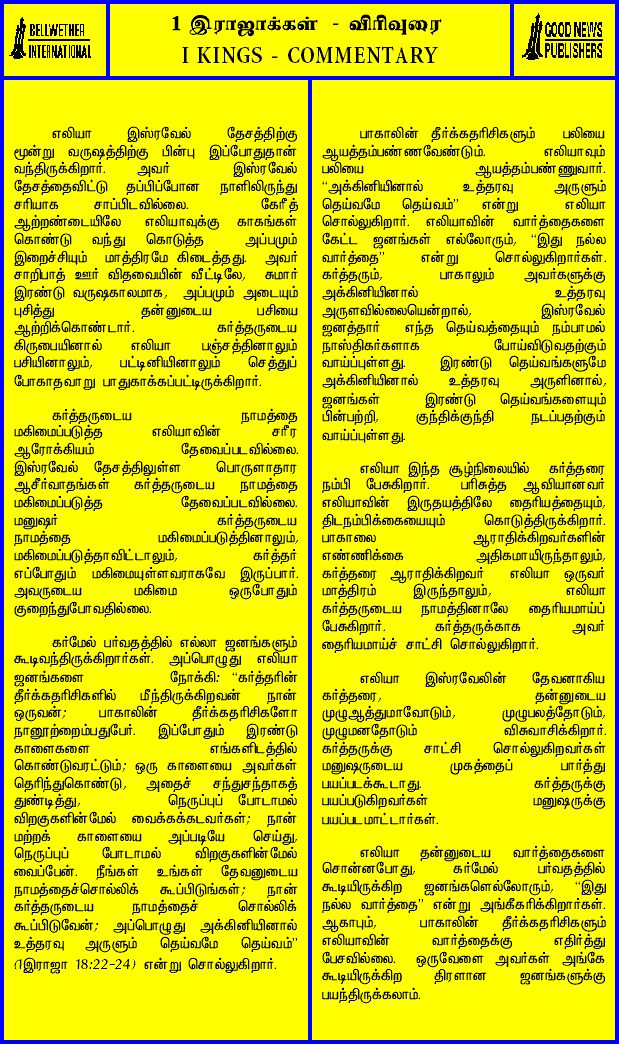 BELLWETHER
INTERNATIONAL
1 இராஜாக்கள் - விரிவுரை
I KINGS - COMMENTARY
GOOD NEWS
PUBLISHERS
எலியா இஸ்ரவேல் தேசத்திற்கு
மூன்று வருஷத்திற்கு பின்பு இப்போதுதான்
வந்திருக்கிறார். அவர் இஸ்ரவேல்
தேசத்தைவிட்டு தப்பிப்போன நாளிலிருந்து
சரியாக சாப்பிடவில்லை. கேரீத்
ஆற்றண்டையிலே எலியாவுக்கு காகங்கள்
கொண்டு வந்து கொடுத்த அப்பமும்
இறைச்சியும் மாத்திரமே கிடைத்தது. அவர்
சாறிபாத் ஊர் விதவையின் வீட்டிலே, சுமார்
இரண்டு வருஷகாலமாக, அப்பமும் அடையும்
புசித்து தன்னுடைய பசியை
ஆற்றிக்கொண்டார். கர்த்தருடைய
கிருபையினால் எலியா பஞ்சத்தினாலும்
பசியினாலும், பட்டினியினாலும் செத்துப்
போகாதவாறு பாதுகாக்கப்பட்டிருக்கிறார்.
கர்த்தருடைய நாமத்தை
மகிமைப்படுத்த எலியாவின் சரீர
ஆரோக்கியம் தேவைப்படவில்லை.
இஸ்ரவேல் தேசத்திலுள்ள பொருளாதார
ஆசீர்வாதங்கள் கர்த்தருடைய நாமத்தை
மகிமைப்படுத்த தேவைப்படவில்லை.
மனுஷர் கர்த்தருடைய
நாமத்தை மகிமைப்படுத்தினாலும்,
மகிமைப்படுத்தாவிட்டாலும், கர்த்தர்
எப்போதும் மகிமையுள்ளவராகவே இருப்பார்.
அவருடைய மகிமை ஒருபோதும்
குறைந்துபோவதில்லை.
கர்மேல் பர்வதத்தில் எல்லா ஜனங்களும்
கூடிவந்திருக்கிறார்கள். அப்பொழுது எலியா
ஜனங்களை நோக்கி: "கர்த்தரின்
தீர்க்கதரிசிகளில் மீந்திருக்கிறவன் நான்
ஒருவன்; பாகாலின் தீர்க்கதரிசிகளோ
நானூற்றைம்பதுபேர். இப்போதும் இரண்டு
காளைகளை எங்களிடத்தில்
கொண்டுவரட்டும்; ஒரு காளையை அவர்கள்
தெரிந்துகொண்டு, அதைச் சந்துசந்தாகத்
துண்டித்து, நெருப்புப் போடாமல்
விறகுகளின்மேல் வைக்கக்கடவர்கள்; நான்
மற்றக் காளையை அப்படியே செய்து,
நெருப்புப் போடாமல் விறகுகளின்மேல்
வைப்பேன். நீங்கள் உங்கள் தேவனுடைய
நாமத்தைச்சொல்லிக் கூப்பிடுங்கள்; நான்
கர்த்தருடைய நாமத்தைச் சொல்லிக்
கூப்பிடுவேன்; அப்பொழுது அக்கினியினால்
உத்தரவு அருளும் தெய்வமே தெய்வம்"
(1இராஜா 18:22-24) என்று சொல்லுகிறார்.
பாகாலின் தீர்க்கதரிசிகளும் பலியை
ஆயத்தம்பண்ணவேண்டும். எலியாவும்
பலியை ஆயத்தம்பண்ணுவார்.
"அக்கினியினால் உத்தரவு அருளும்
தெய்வமே தெய்வம்" என்று எலியா
சொல்லுகிறார். எலியாவின் வார்த்தைகளை
கேட்ட ஜனங்கள் எல்லோரும், "இது நல்ல
வார்த்தை" என்று சொல்லுகிறார்கள்.
கர்த்தரும், பாகாலும் அவர்களுக்கு
அக்கினியினால் உத்தரவு
அருளவில்லையென்றால், இஸ்ரவேல்
ஜனத்தார் எந்த தெய்வத்தையும் நம்பாமல்
நாஸ்திகர்களாக போய்விடுவதற்கும்
வாய்ப்புள்ளது. இரண்டு தெய்வங்களுமே
அக்கினியினால் உத்தரவு அருளினால்,
ஜனங்கள் இரண்டு தெய்வங்களையும்
பின்பற்றி, குந்திக்குந்தி நடப்பதற்கும்
வாய்ப்புள்ளது.
எலியா இந்த சூழ்நிலையில் கர்த்தரை
நம்பி பேசுகிறார். பரிசுத்த ஆவியானவர்
எலியாவின் இருதயத்திலே தைரியத்தையும்,
திடநம்பிக்கையையும் கொடுத்திருக்கிறார்.
பாகாலை ஆராதிக்கிறவர்களின்
எண்ணிக்கை அதிகமாயிருந்தாலும்,
கர்த்தரை ஆராதிக்கிறவர் எலியா ஒருவர்
மாத்திரம் இருந்தாலும், எலியா
கர்த்தருடைய நாமத்தினாலே தைரியமாய்ப்
பேசுகிறார். கர்த்தருக்காக அவர்
தைரியமாய்ச் சாட்சி சொல்லுகிறார்.
எலியா இஸ்ரவேலின் தேவனாகிய
கர்த்தரை, தன்னுடைய
முழுஆத்துமாவோடும், முழுபலத்தோடும்,
முழுமனதோடும் விசுவாசிக்கிறார்.
கர்த்தருக்கு சாட்சி சொல்லுகிறவர்கள்
மனுஷருடைய முகத்தைப் பார்த்து
பயப்படக்கூடாது. கர்த்தருக்கு
பயப்படுகிறவர்கள் மனுஷருக்கு
பயப்படமாட்டார்கள்.
எலியா தன்னுடைய வார்த்தைகளை
சொன்னபோது, கர்மேல் பர்வதத்தில்
கூடியிருக்கிற ஜனங்களெல்லோரும், "இது
நல்ல வார்த்தை" என்று அங்கீகரிக்கிறார்கள்.
ஆகாபும், பாகாலின் தீர்க்கதரிசிகளும்
எலியாவின் வார்த்தைக்கு எதிர்த்து
பேசவில்லை. ஒருவேளை அவர்கள் அங்கே
கூடியிருக்கிற திரளான ஜனங்களுக்கு
பயந்திருக்கலாம்.